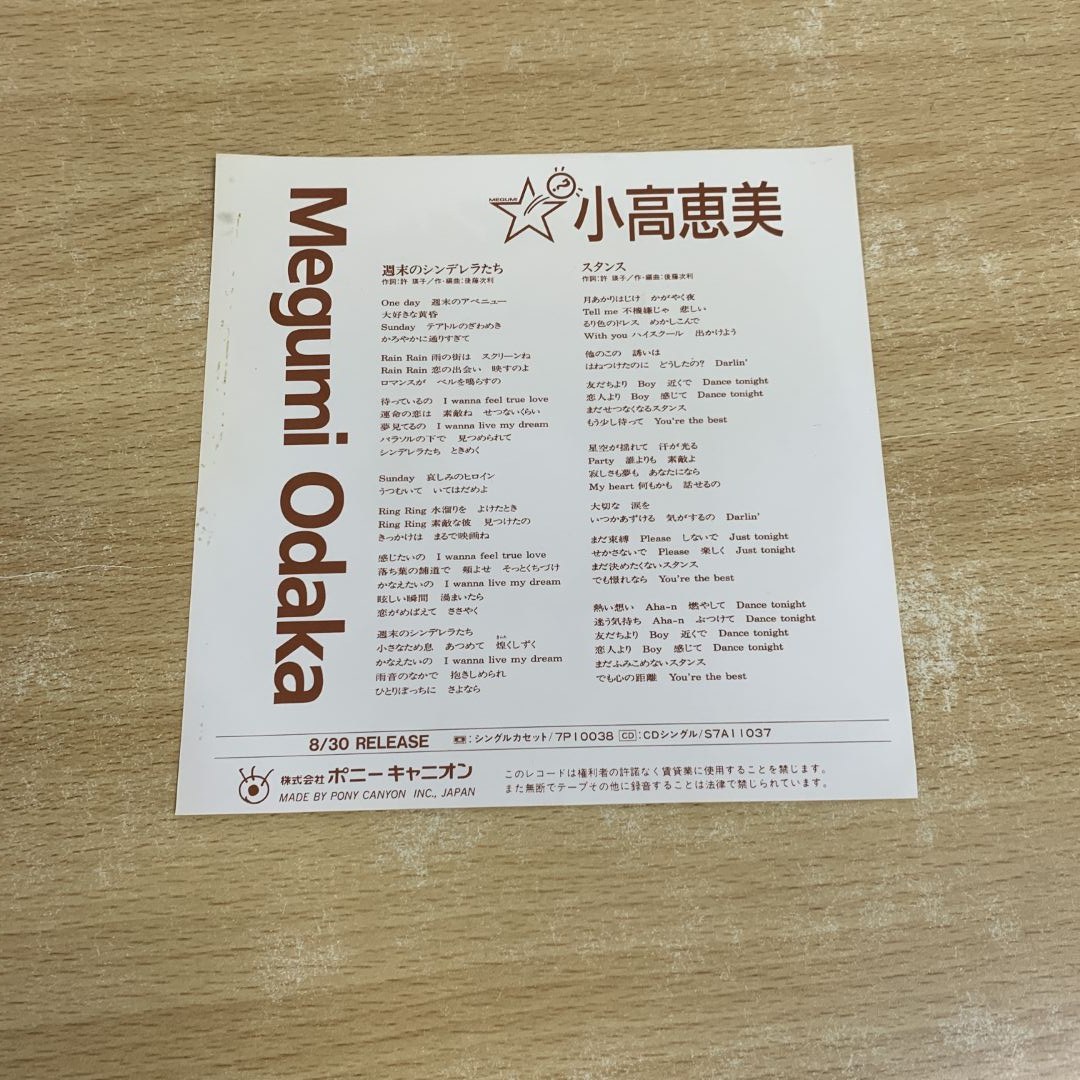 Megumi Odaka
MEGUMI ?
小高恵美
週末のシンデレラたち
作詞:許 瑛子/作・編曲:後藤次利
One day 週末のアベニュー
大好きな黄昏
Sunday テアトルのざわめき
かろやかに通りすぎて
Rain Rain 雨の街は スクリーンね
Rain Rain 恋の出会い 映すのよ
ロマンスが ベルを鳴らすの
待っているの I wanna feel true love
運命の恋は 素敵ね せつないくらい
夢見てるの I wanna live my dream
パラソルの下で 見つめられて
シンデレラたち ときめく
Sunday 哀しみのヒロイン
うつむいて いてはだめよ
Ring Ring 水溜りを よけたとき
Ring Ring 素敵な彼 見つけたの
きっかけは まるで映画ね
感じたいの I wanna feel true love
落ち葉の舗道で 頬よせ そっとくちづけ
かなえたいの I wanna live my dream
眩しい瞬間 渦まいたら
恋がめばえて ささやく
週末のシンデレラたち
小さなため息 あつめて 煌くしずく
かなえたいの I wanna live my dream
雨音のなかで 抱きしめられ
ひとりぼっちに さよなら
スタンス
作詞:許 瑛子/作・編曲:後藤次利
月あかりはじけ かがやく夜
Tell me 不機嫌じゃ 悲しい
るり色のドレス めかしこんで
With you ハイスクール 出かけよう
他のこの 誘いは
はねつけたのに どうしたの? Darlin'
友だちより Boy 近くで Dance tonight
恋人より Boy 感じて Dance tonight
まだせつなくなるスタンス
もう少し待って You're the best
星空が揺れて 汗が光る
Party 誰よりも 素敵よ
寂しさも夢も あなたになら
My heart 何もかも 話せるの
大切な 涙を
いつかあずける 気がするの Darlin'
まだ束縛 Please しないで Just tonight
せかさないで Please 楽しく Just tonight
まだ決めたくないスタンス
でも憬れなら You're the best
熱い想い Aha-n 燃やして Dance tonight
迷う気持ち Aha-n ぶつけて Dance tonight
友だちより Boy 近くで Dance tonight
恋人より Boy 感じて Dance tonight
まだふみこめないスタンス
でも心の距離 You're the best
8/30 RELEASE :シングルカセット/7P10038 CD:CDシングル/S7A11037
株式会社 ポニーキャニオン
MADE BY PONY CANYON INC., JAPAN
このレコードは権利者の許諾なく賃貸業に使用することを禁じます。
また無断でテープその他に録音することは法律で禁じられています。